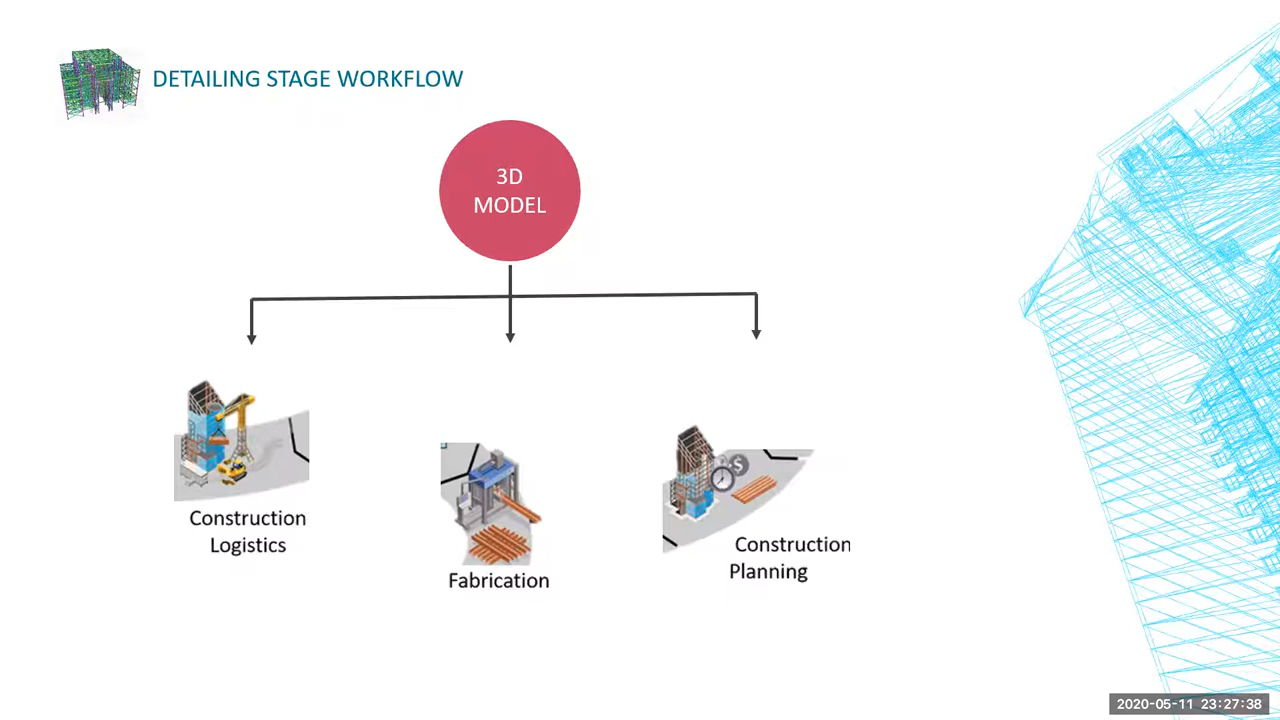 DETAILING STAGE WORKFLOW
3D
MODEL
Construction
Logistics
Fabrication
$
Construction
Planning
2020-05-11 23:27:38